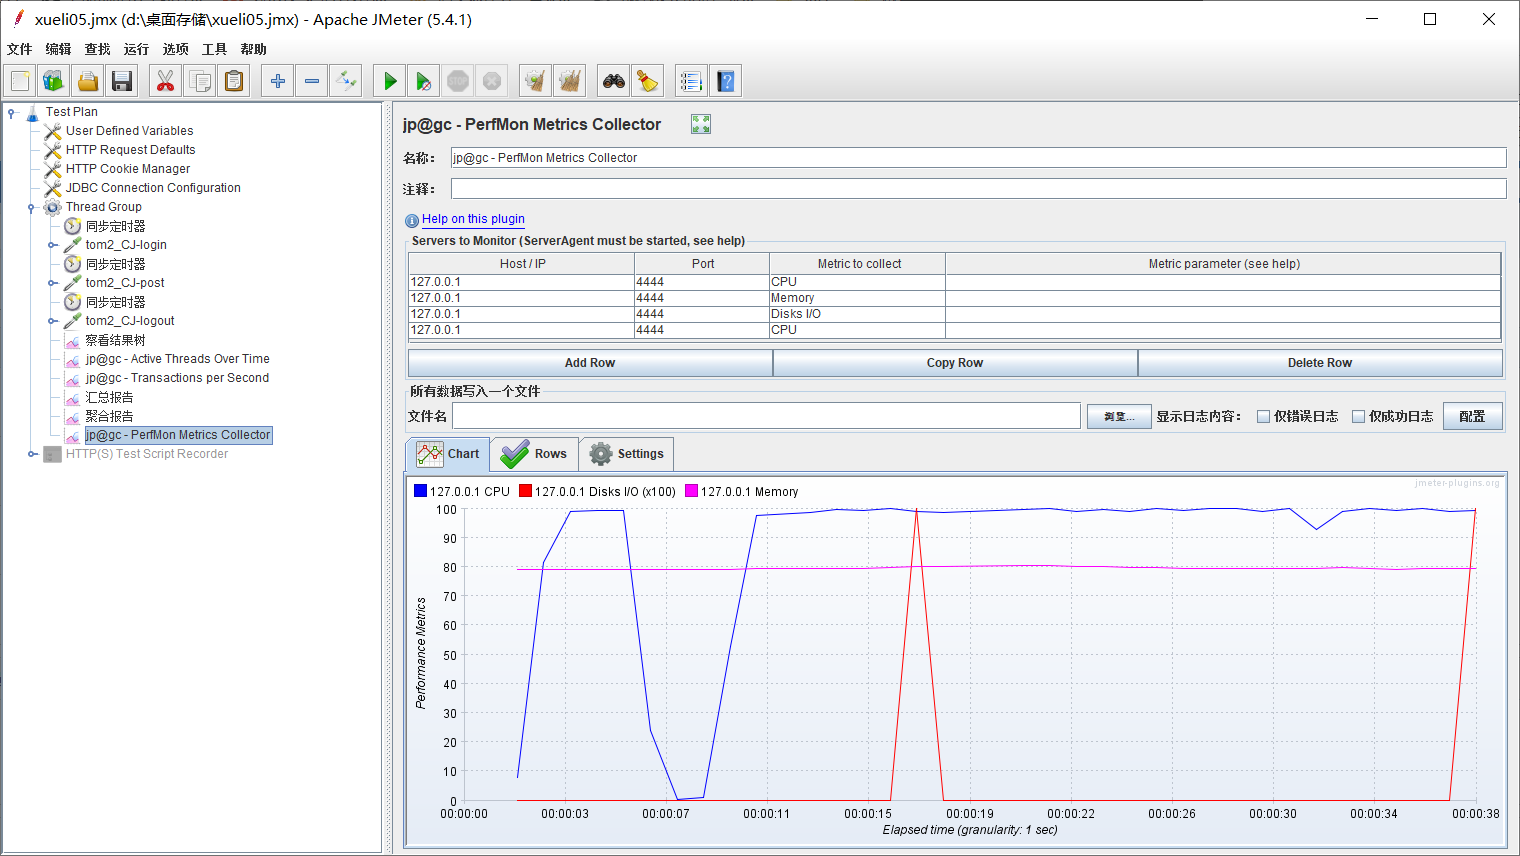 xueli05.jmx (d:\桌面存储\xueli05.jmx) - Apache JMeter (5.4.1)
文件 编辑 查找 运行 选项 工具 帮助
STOP
Test Plan
User Defined Variables
HTTP Request Defaults
HTTP Cookie Manager
JDBC Connection Configuration
Thread Group
同步定时器
tom2_CJ-login
同步定时器
tom2_CJ-post
同步定时器
tom2_CJ-logout
察看结果树
jp@gc - Active Threads Over Time
jp@gc - Transactions per Second
汇总报告
聚合报告
jp@gc - PerfMon Metrics Collector
HTTP(S) Test Script Recorder
jp@gc - PerfMon Metrics Collector
名称： jp@gc - PerfMon Metrics Collector
注释：
Help on this plugin
Servers to Monitor (ServerAgent must be started, see help)
Host / IP Port Metric to collect Metric parameter (see help)
127.0.0.1 4444 CPU
127.0.0.1 4444 Memory
127.0.0.1 4444 Disks I/O
127.0.0.1 4444 CPU
Add Row Copy Row Delete Row
所有数据写入一个文件
文件名 浏览... 显示日志内容： 仅错误日志 仅成功日志 配置
Chart Rows Settings
jmeter-plugins.org
127.0.0.1 CPU 127.0.0.1 Disks I/O (x100) 127.0.0.1 Memory
100
90
80
70
60
50
40
30
20
10
0
Performance Metrics
00:00:00 00:00:03 00:00:07 00:00:11 00:00:15 00:00:19 00:00:22 00:00:26 00:00:30 00:00:34 00:00:38
Elapsed time (granularity: 1 sec)